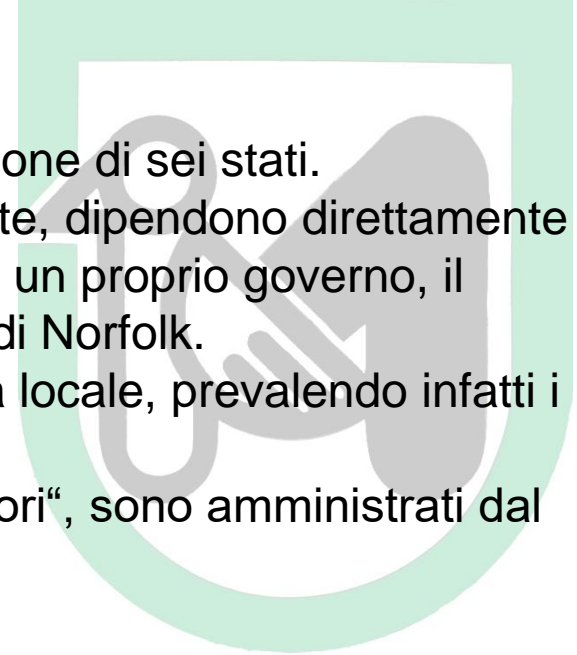 one di sei stati.
te, dipendono direttamente
un proprio governo, il
di Norfolk.
a locale, prevalendo infatti i
ori“, sono amministrati dal